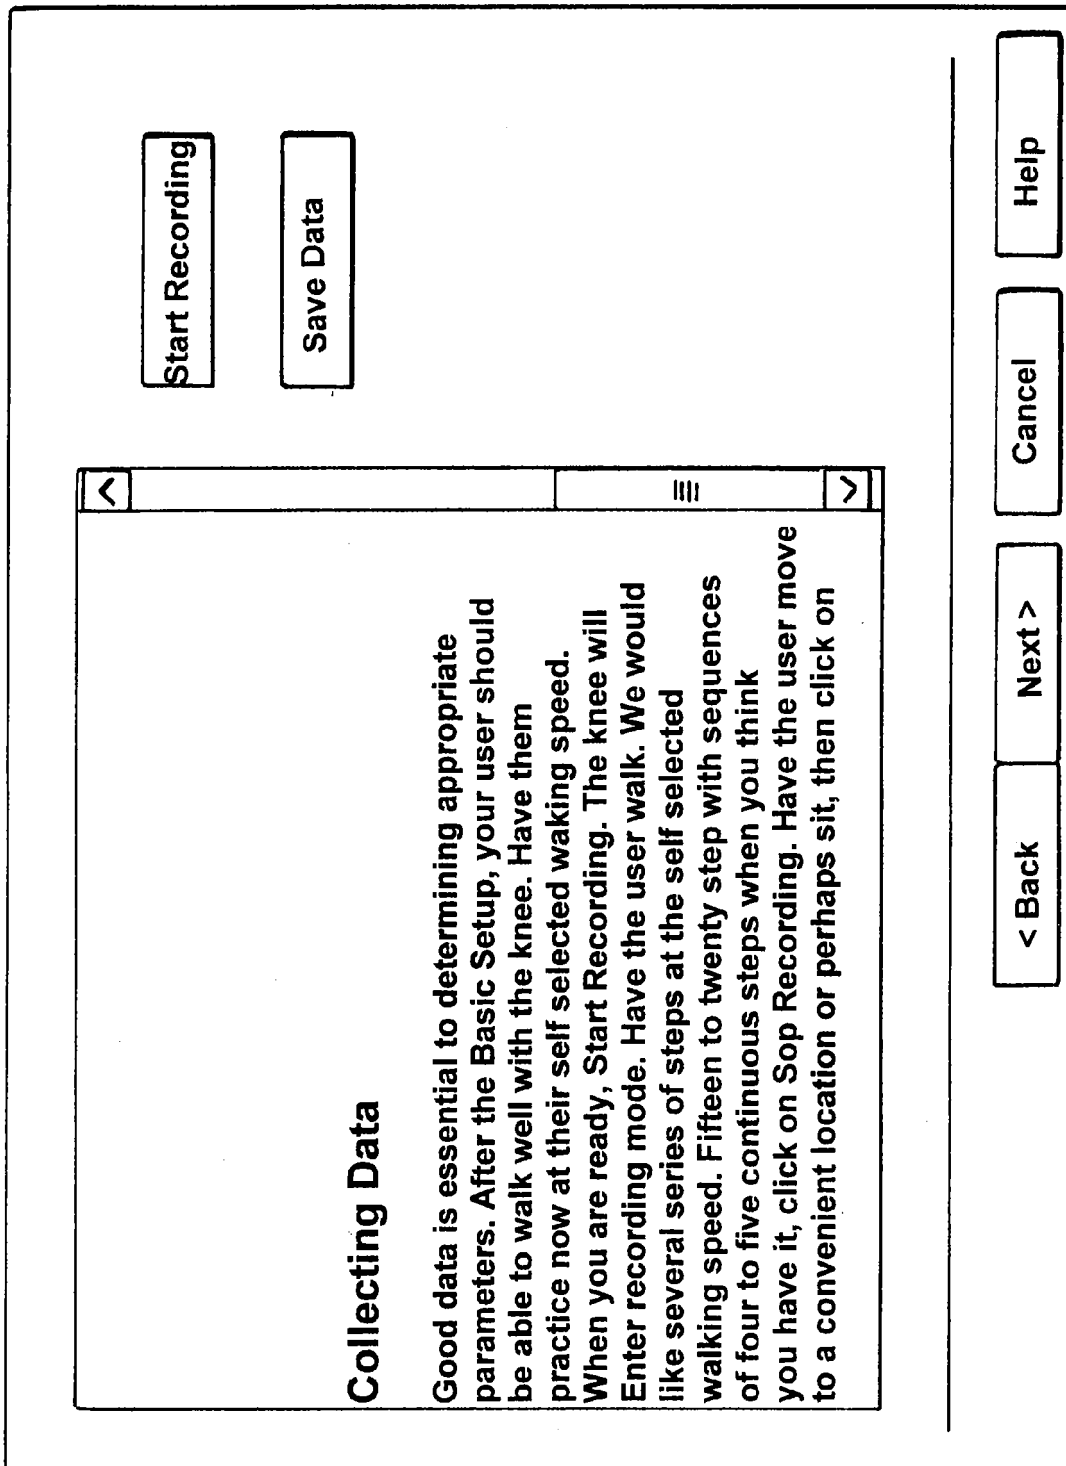 Collecting Data
Good data is essential to determining appropriate
parameters. After the Basic Setup, your user should
be able to walk well with the knee. Have them
practice now at their self selected waking speed.
When you are ready, Start Recording. The knee will
Enter recording mode. Have the user walk. We would
like several series of steps at the self selected
walking speed. Fifteen to twenty step with sequences
of four to five continuous steps when you think
you have it, click on Sop Recording. Have the user move
to a convenient location or perhaps sit, then click on
Start Recording
Save Data
< Back
Next >
Cancel
Help